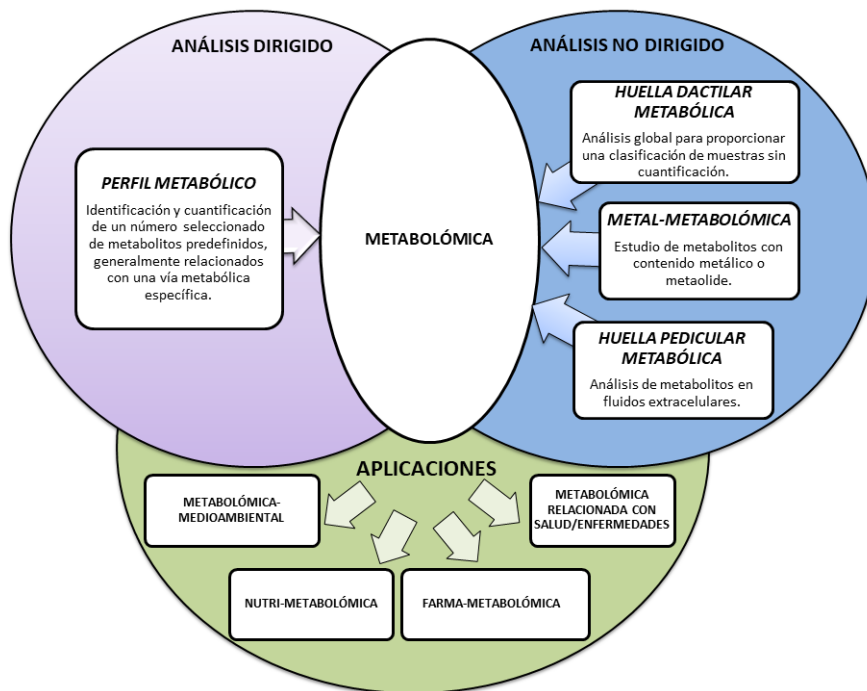 ANÁLISIS DIRIGIDO
PERFIL METABÓLICO
Identificación y cuantificación
de un número seleccionado
de metabolitos predefinidos,
generalmente relacionados
con una vía metabólica
específica.
METABOLÓMICA
ANÁLISIS NO DIRIGIDO
HUELLA DACTILAR
METABÓLICA
Análisis global para proporcionar
una clasificación de muestras sin
cuantificación.
METAL-METABOLÓMICA
Estudio de metabolitos con
contenido metálico o
metaolide.
HUELLA PEDICULAR
METABÓLICA
Análisis de metabolitos en
fluidos extracelulares.
APLICACIONES
METABOLÓMICA-
MEDIOAMBIENTAL
METABOLÓMICA
RELACIONADA CON
SALUD/ENFERMEDADES
NUTRI-METABOLÓMICA
FARMA-METABOLÓMICA